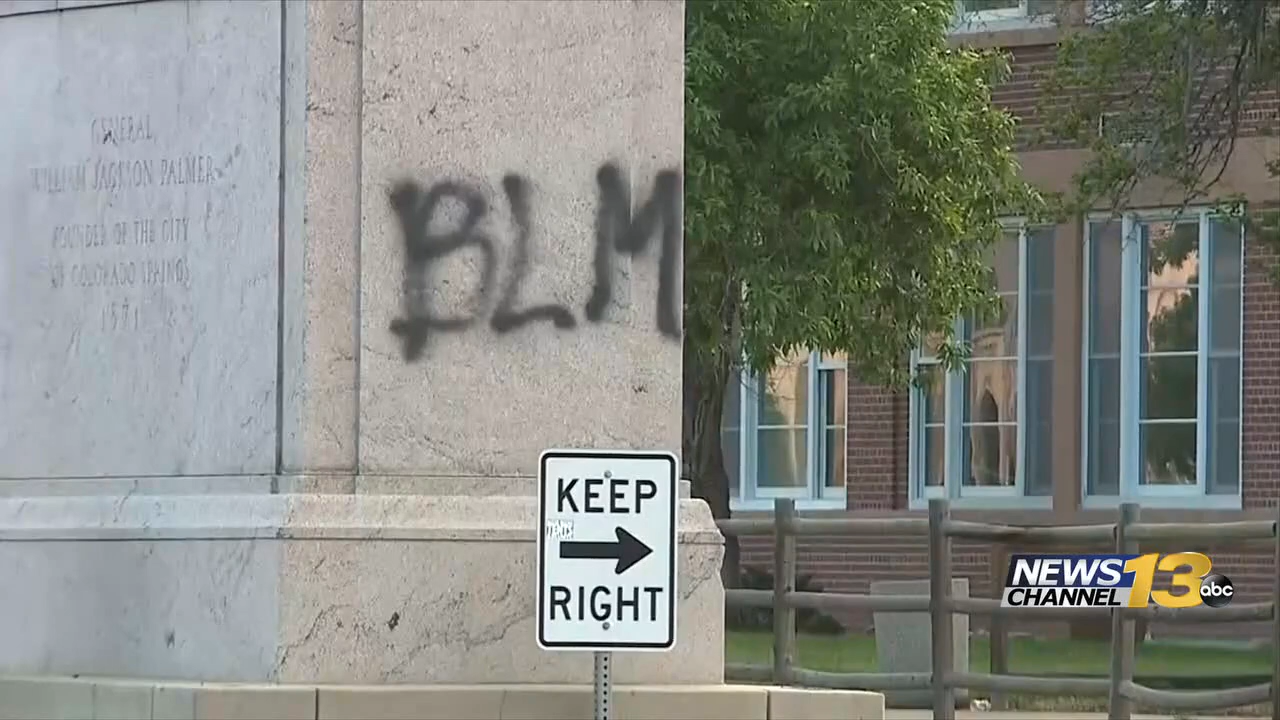 GENERAL
WILLIAM JACKSON PALMER
FOUNDER OF THE CITY
OF COLORADO SPRINGS
1871
BLM
KEEP
RIGHT
NEWS
CHANNEL 13 abc